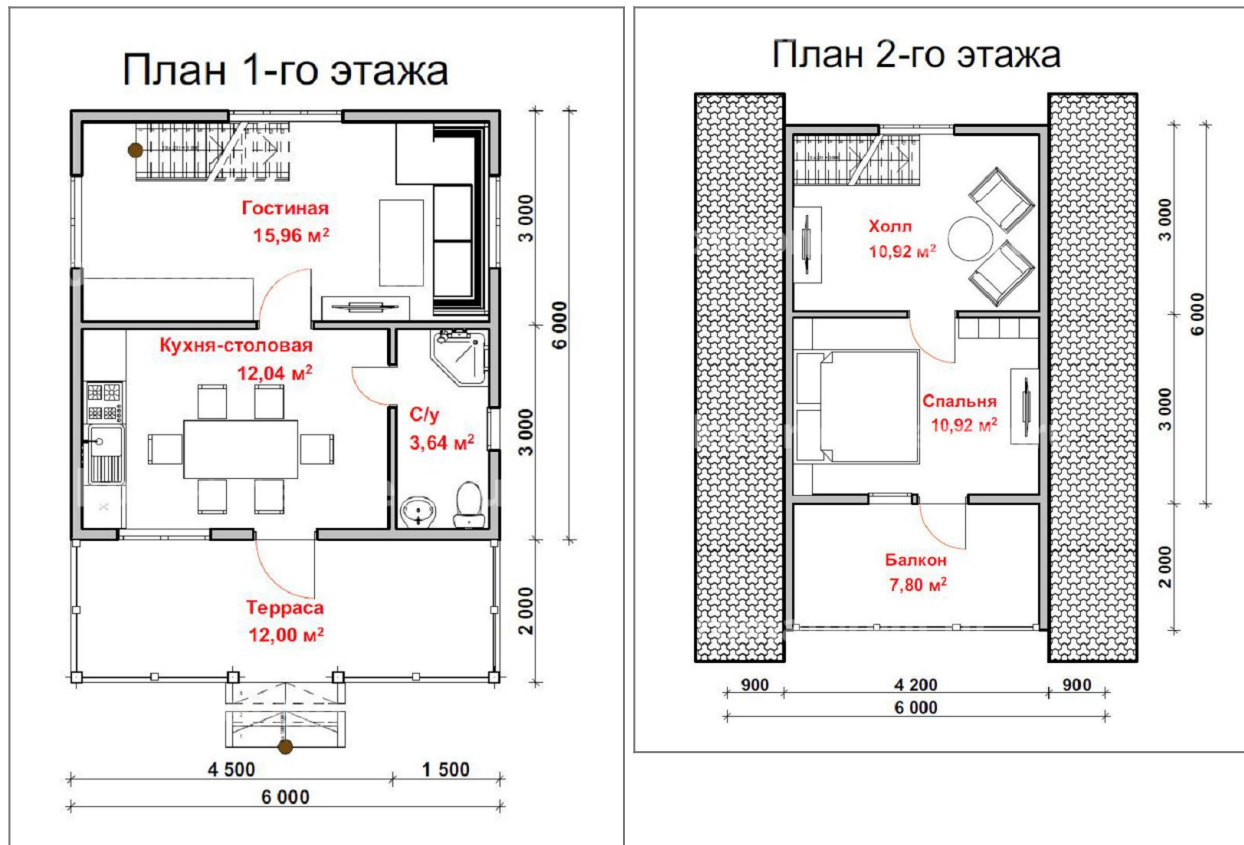 План 1-го этажа
Гостиная
15,96 м²
Кухня-столовая
12,04 м²
С/у
3,64 м²
Терраса
12,00 м²
3 000
3 000
6 000
2 000
4 500
1 500
6 000
План 2-го этажа
Холл
10,92 м²
Спальня
10,92 м²
Балкон
7,80 м²
3 000
3 000
6 000
2 000
900
4 200
900
6 000